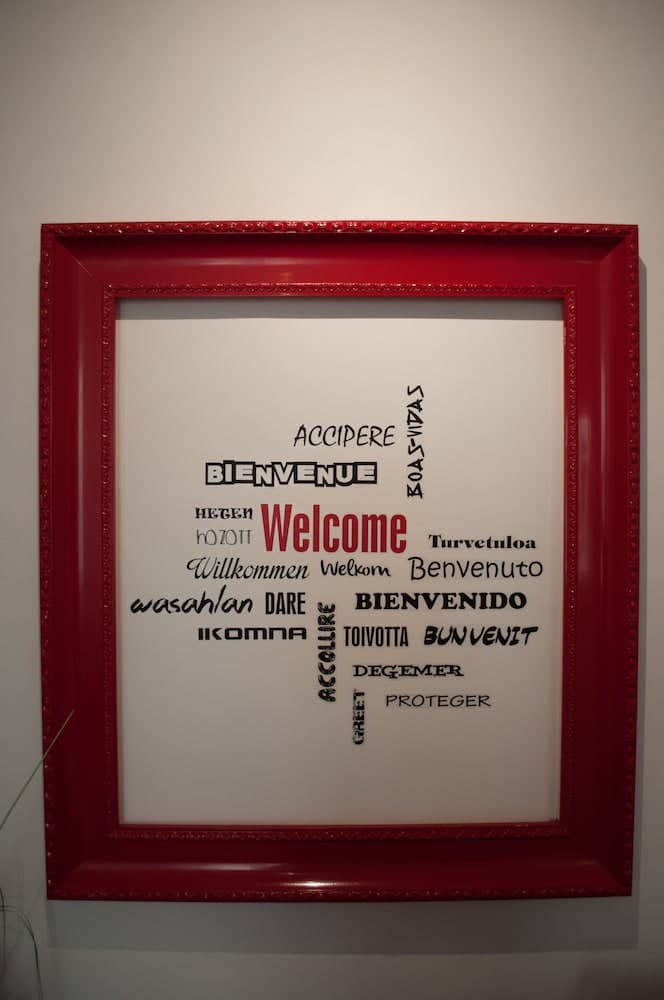 BOAS-VIDAS
ACCIPERE
BIENVENUE
HETEN
hOZOTT
Welcome
Turvetuloa
Willkommen Welkom Benvenuto
wasahlan DARE BIENVENIDO
ACCOLLIRE
IKOMNA TOIVOTTA BUNVENIT
DEGEMER
GREET PROTEGER